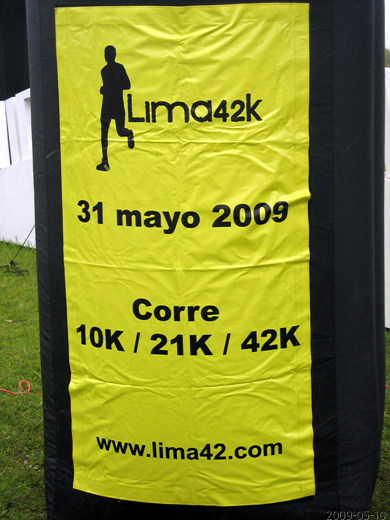 Lima42k
31 mayo 2009
Corre
10K / 21K / 42K
www.lima42.com
2009-05-10